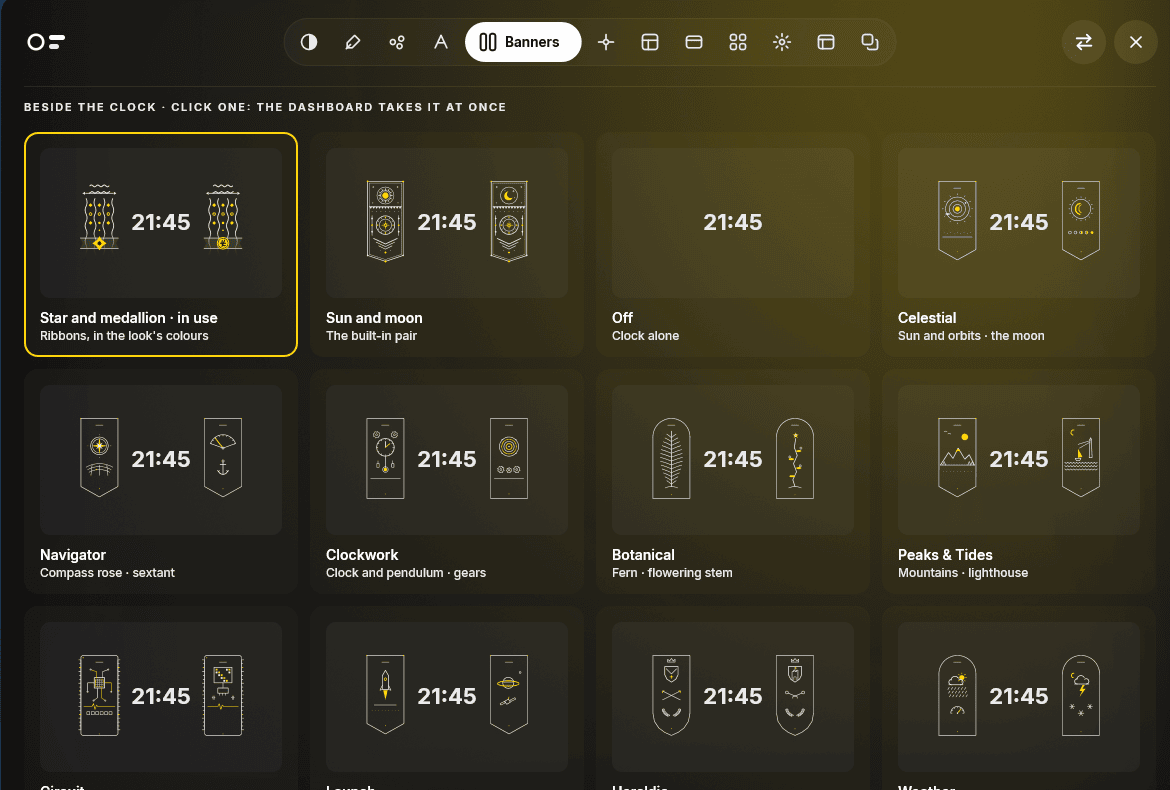 Banners
BESIDE THE CLOCK · CLICK ONE: THE DASHBOARD TAKES IT AT ONCE
21:45
21:45
21:45
21:45
Star and medallion · in use
Ribbons, in the look's colours
Sun and moon
The built-in pair
Off
Clock alone
Celestial
Sun and orbits · the moon
21:45
21:45
21:45
21:45
Navigator
Compass rose · sextant
Clockwork
Clock and pendulum · gears
Botanical
Fern · flowering stem
Peaks & Tides
Mountains · lighthouse
21:45
21:45
21:45
21:45
Circuit
Launch
Heraldic
Weather